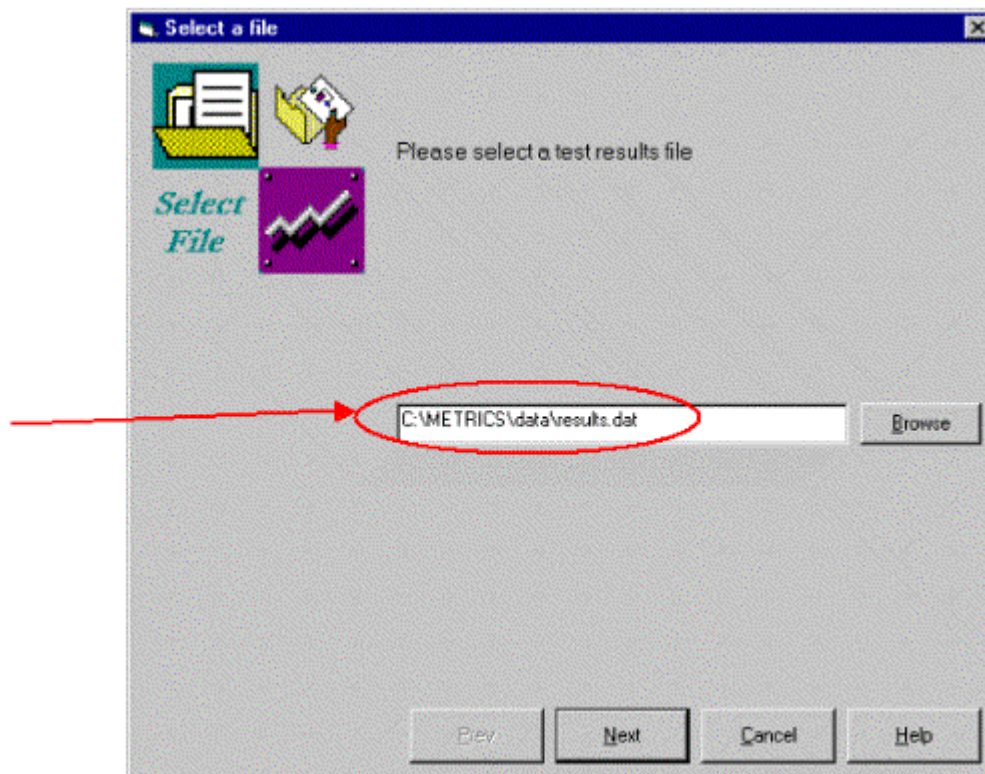 Select a file
Please select a test results file
Select
File
C:\METRICS\data\results.dat
Browse
Prev
Next
Cancel
Help